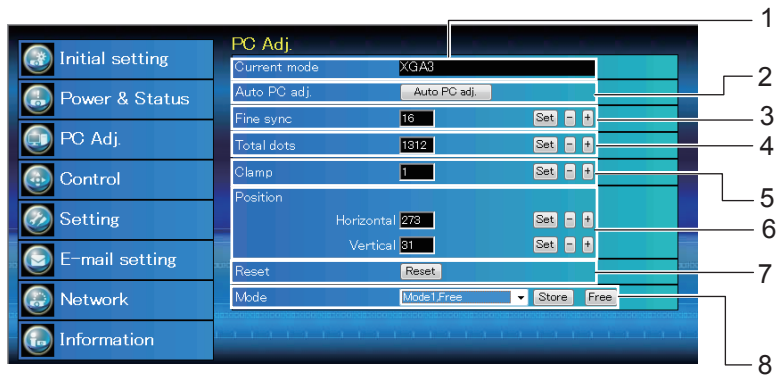 1
PC Adj.
Initial setting
Current mode XGA3
Power & Status
Auto PC adj. Auto PC adj.
2
Fine sync 16 Set - +
3
PC Adj.
Total dots 1312 Set - +
4
Control
Clamp 1 Set - +
5
Setting
Position
Horizontal 273 Set - +
6
E-mail setting
Vertical 31 Set - +
Reset Reset
7
Network
Mode Mode1,Free Store Free
8
Information